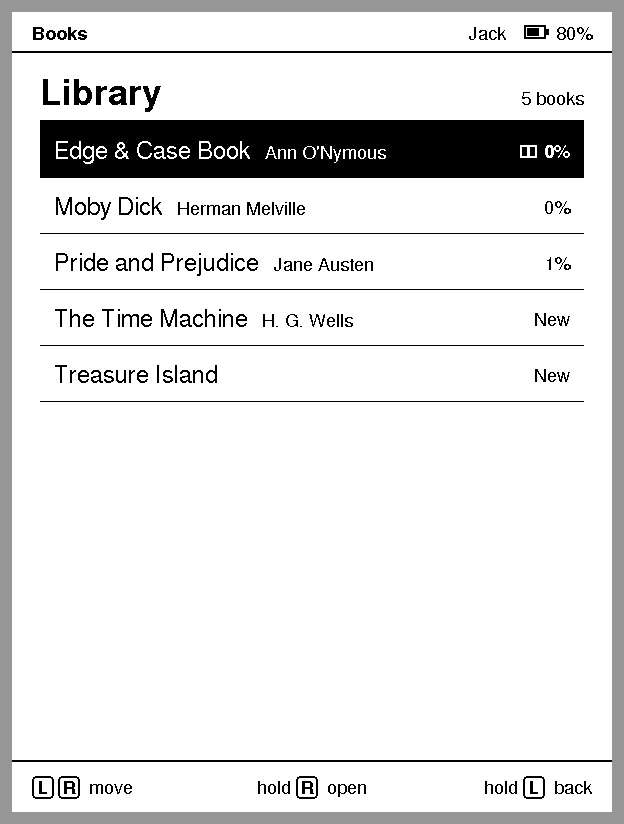 Books Jack 80%
Library 5 books
Edge & Case Book Ann O'Nymous 0%
Moby Dick Herman Melville 0%
Pride and Prejudice Jane Austen 1%
The Time Machine H. G. Wells New
Treasure Island New
L R move hold R open hold L back